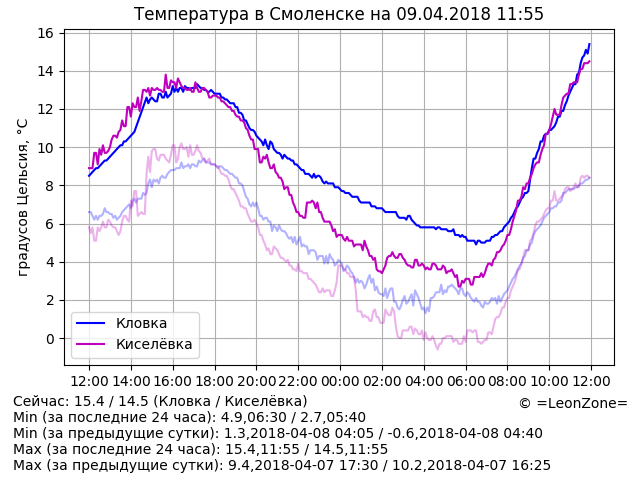 Температура в Смоленске на 09.04.2018 11:55
16
14
12
10
8
6
4
2
0
градусов Цельсия, °C
Кловка
Киселёвка
12:00 14:00 16:00 18:00 20:00 22:00 00:00 02:00 04:00 06:00 08:00 10:00 12:00
Сейчас: 15.4 / 14.5 (Кловка / Киселёвка)
© =LeonZone=
Min (за последние 24 часа): 4.9,06:30 / 2.7,05:40
Min (за предыдущие сутки): 1.3,2018-04-08 04:05 / -0.6,2018-04-08 04:40
Max (за последние 24 часа): 15.4,11:55 / 14.5,11:55
Max (за предыдущие сутки): 9.4,2018-04-07 17:30 / 10.2,2018-04-07 16:25